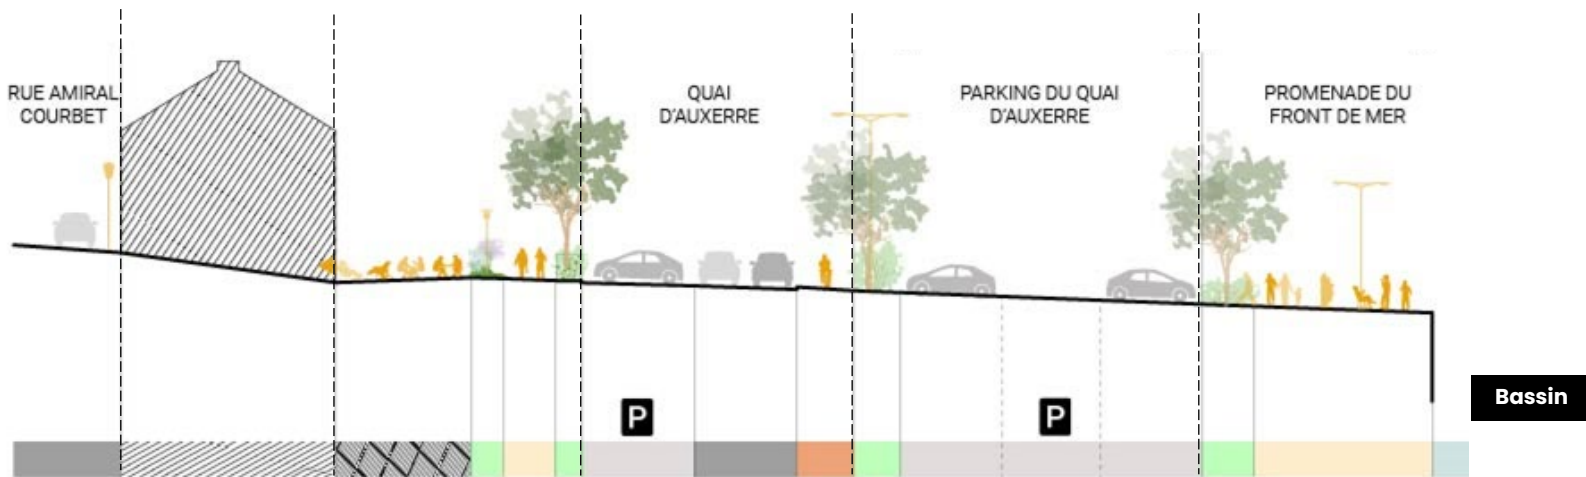 RUE AMIRAL
COURBET
QUAI
D'AUXERRE
PARKING DU QUAI
D'AUXERRE
PROMENADE DU
FRONT DE MER
P
P
Bassin